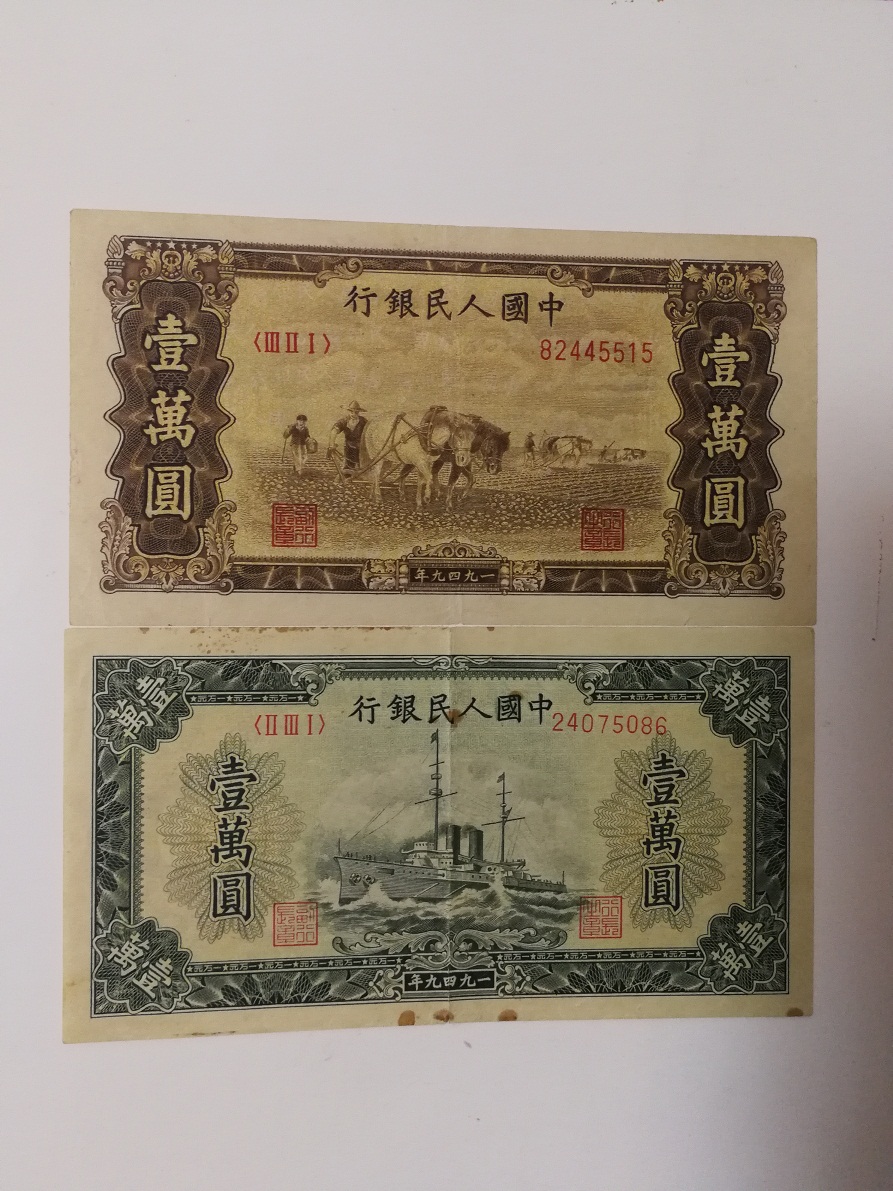 中國人民銀行
〈III II I〉 82445515
壹萬圓
壹萬圓
一九四九年
中國人民銀行
〈II III I〉 24075086
壹萬
壹萬
壹萬圓
壹萬圓
壹萬
壹萬
一九四九年